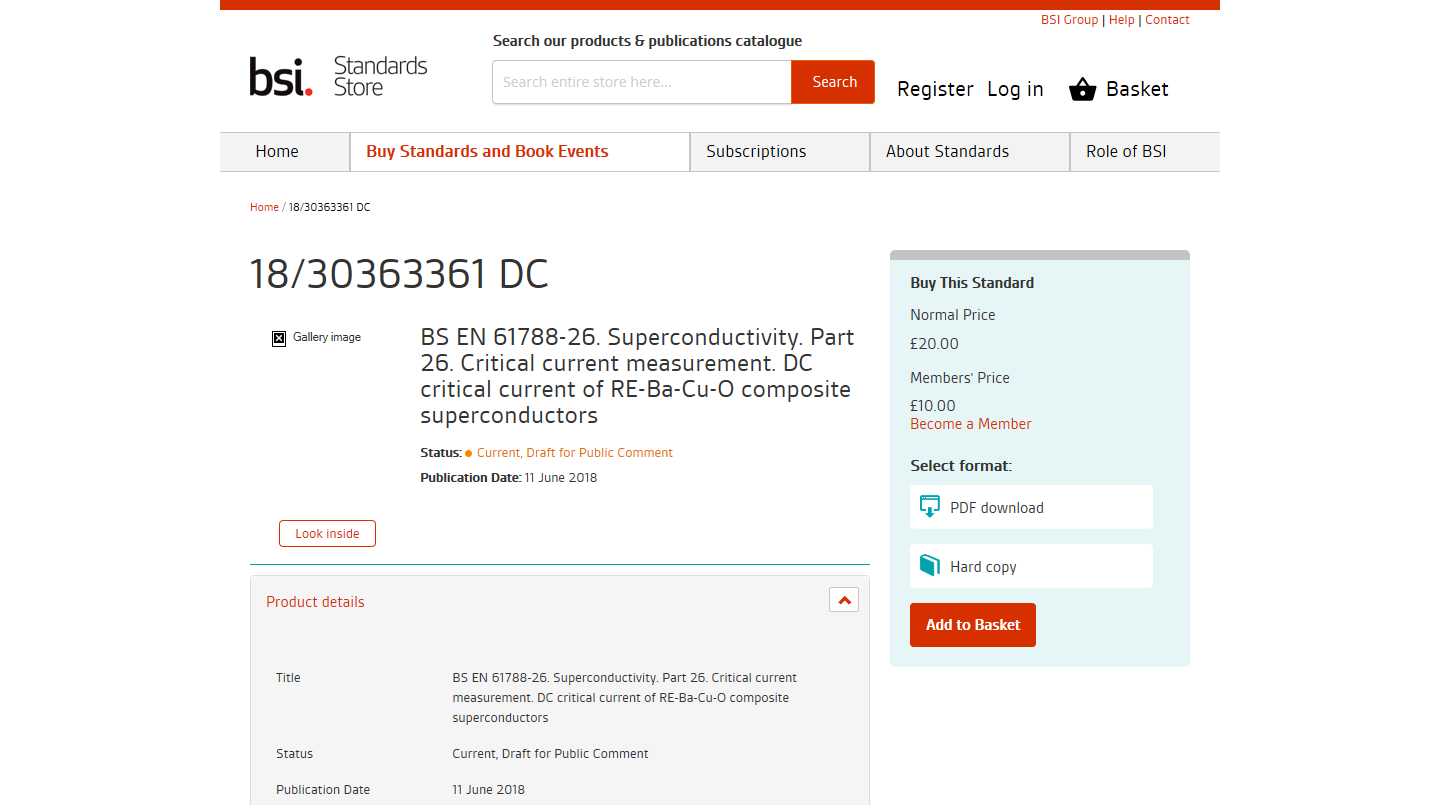 BSI Group | Help | Contact
Search our products & publications catalogue
bsi. Standards
Store
Search entire store here...
Search
Register
Log in
Basket
Home
Buy Standards and Book Events
Subscriptions
About Standards
Role of BSI
Home / 18/30363361 DC
18/30363361 DC
Gallery image
BS EN 61788-26. Superconductivity. Part
26. Critical current measurement. DC
critical current of RE-Ba-Cu-O composite
superconductors
Status: Current, Draft for Public Comment
Publication Date: 11 June 2018
Look inside
Buy This Standard
Normal Price
£20.00
Members' Price
£10.00
Become a Member
Select format:
PDF download
Hard copy
Add to Basket
Product details
Title
BS EN 61788-26. Superconductivity. Part 26. Critical current
measurement. DC critical current of RE-Ba-Cu-O composite
superconductors
Status
Current, Draft for Public Comment
Publication Date
11 June 2018